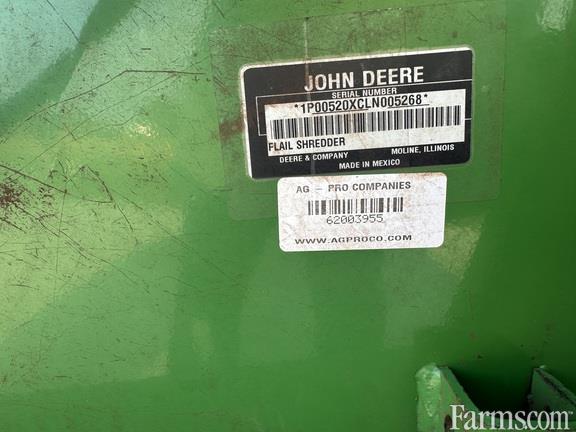 JOHN DEERE
SERIAL NUMBER
*1P00520XCLN005268*
FLAIL SHREDDER
DEERE & COMPANY MOLINE, ILLINOIS
MADE IN MEXICO
AG - PRO COMPANIES
62003955
WWW.AGPROCO.COM
Farms.com